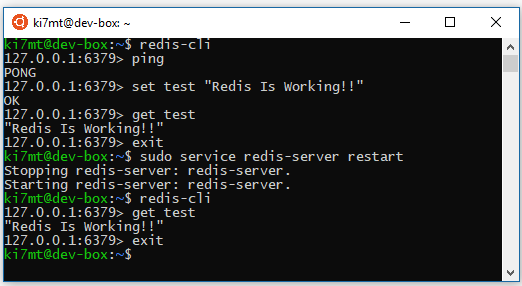 ki7mt@dev-box: ~
ki7mt@dev-box:~$ redis-cli
127.0.0.1:6379> ping
PONG
127.0.0.1:6379> set test "Redis Is Working!!"
OK
127.0.0.1:6379> get test
"Redis Is Working!!"
127.0.0.1:6379> exit
ki7mt@dev-box:~$ sudo service redis-server restart
Stopping redis-server: redis-server.
Starting redis-server: redis-server.
ki7mt@dev-box:~$ redis-cli
127.0.0.1:6379> get test
"Redis Is Working!!"
127.0.0.1:6379> exit
ki7mt@dev-box:~$